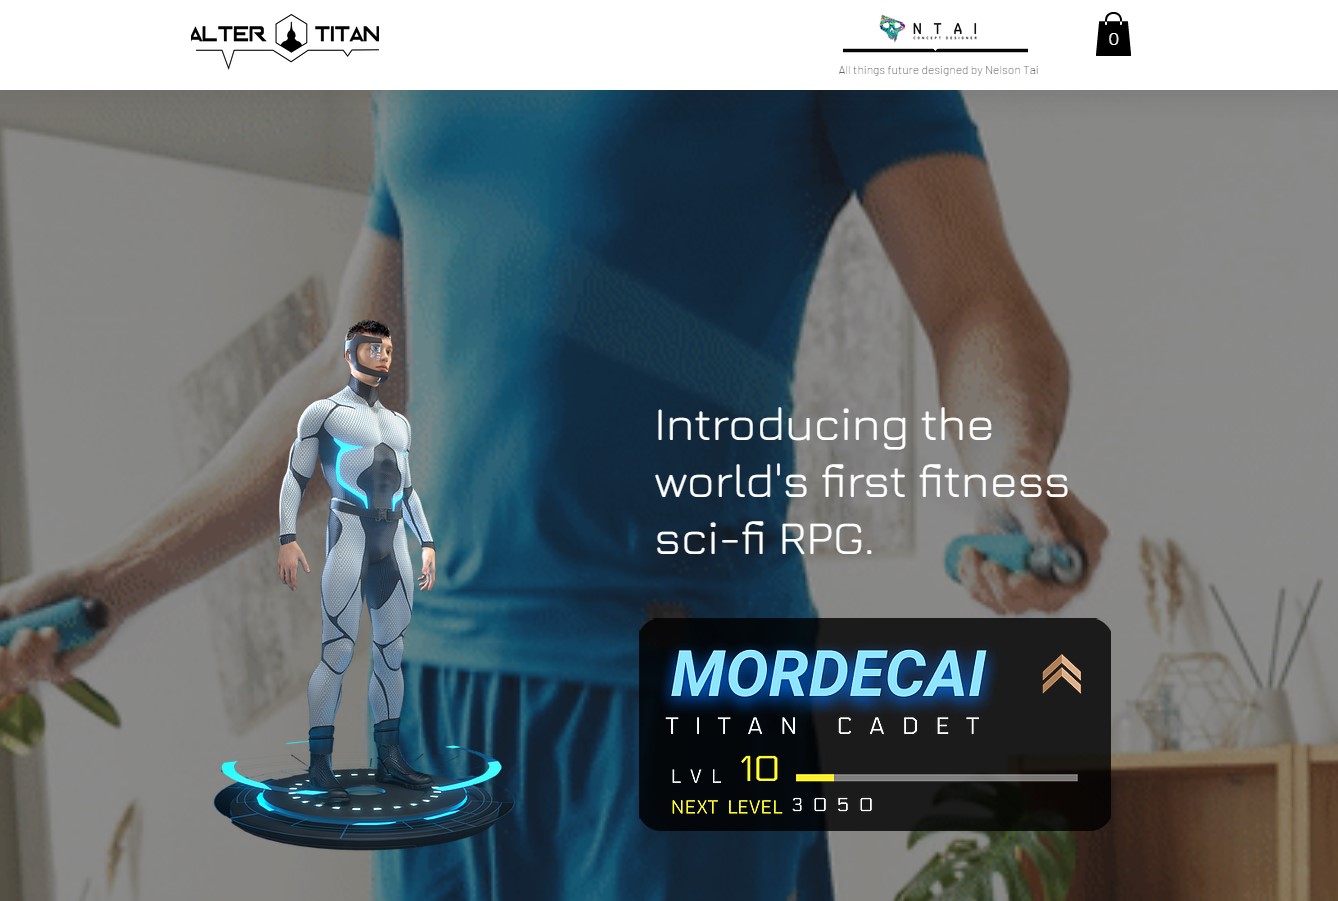 ALTER TITAN
NTAI
CONCEPT DESIGNER
All things future designed by Nelson Tai
0
Introducing the
world's first fitness
sci-fi RPG.
MORDECAI
TITAN CADET
LVL 10
NEXT LEVEL 3050